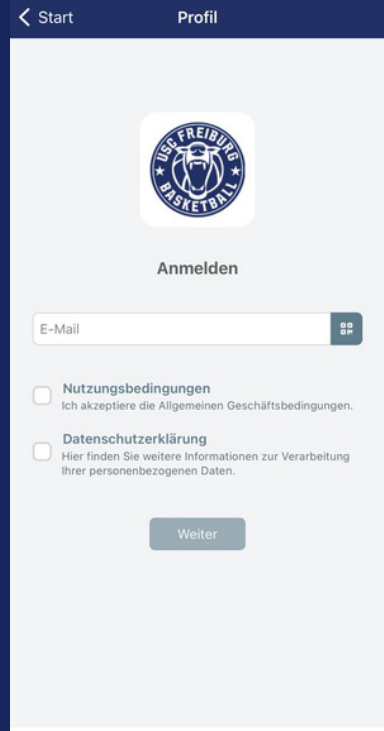 Start
Profil
USC FREIBURG
BASKETBALL
Anmelden
E-Mail
Nutzungsbedingungen
Ich akzeptiere die Allgemeinen Geschäftsbedingungen.
Datenschutzerklärung
Hier finden Sie weitere Informationen zur Verarbeitung
Ihrer personenbezogenen Daten.
Weiter